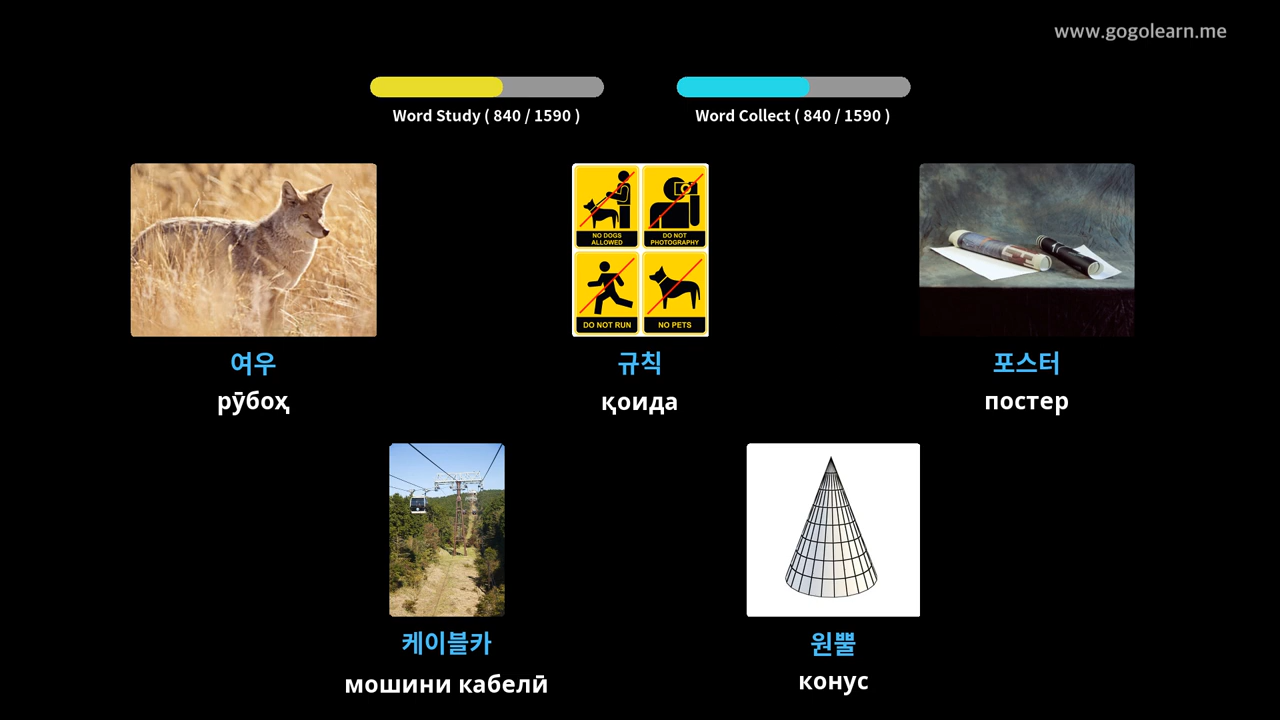 www.gogolearn.me
Word Study ( 840 / 1590 )
Word Collect ( 840 / 1590 )
NO DOGS
ALLOWED
DO NOT
PHOTOGRAPHY
DO NOT RUN
NO PETS
여우
рӯбоҳ
규칙
қоида
포스터
постер
케이블카
мошини кабелӣ
원뿔
конус